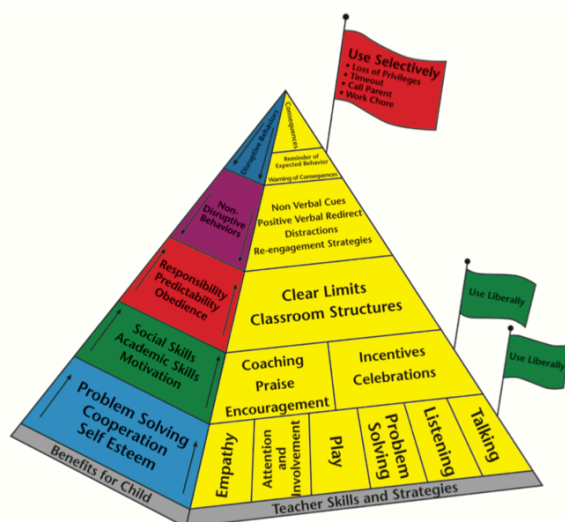 Use Selectively
• Loss of Privileges
• Timeout
• Call Parent
• Work Chore
Disruptive Behaviors
Consequences
Reminder of
Expected Behavior
Warning of Consequences
Non-
Disruptive
Behaviors
Non Verbal Cues
Positive Verbal Redirect
Distractions
Re-engagement Strategies
Responsibility
Predictability
Obedience
Clear Limits
Classroom Structures
Use Liberally
Social Skills
Academic Skills
Motivation
Coaching
Praise
Encouragement
Incentives
Celebrations
Use Liberally
Problem Solving
Cooperation
Self Esteem
Empathy
Attention
and
Involvement
Play
Problem
Solving
Listening
Talking
Benefits for Child
Teacher Skills and Strategies